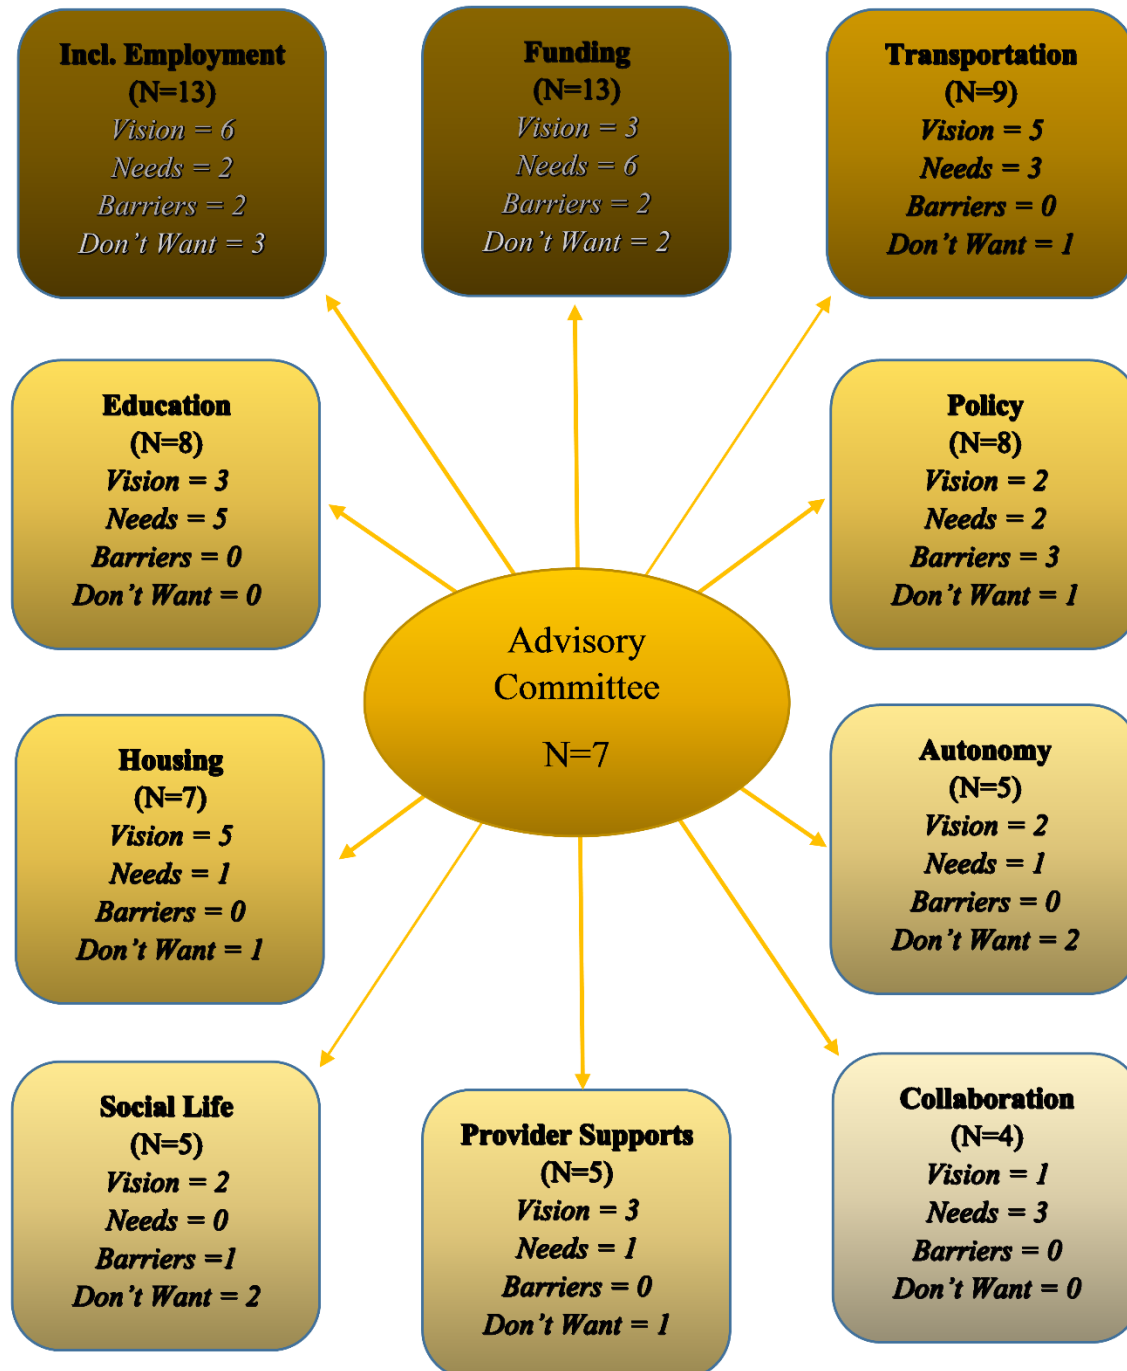 Incl. Employment
(N=13)
Vision = 6
Needs = 2
Barriers = 2
Don’t Want = 3
Funding
(N=13)
Vision = 3
Needs = 6
Barriers = 2
Don’t Want = 2
Transportation
(N=9)
Vision = 5
Needs = 3
Barriers = 0
Don’t Want = 1
Education
(N=8)
Vision = 3
Needs = 5
Barriers = 0
Don’t Want = 0
Policy
(N=8)
Vision = 2
Needs = 2
Barriers = 3
Don’t Want = 1
Advisory
Committee
N=7
Housing
(N=7)
Vision = 5
Needs = 1
Barriers = 0
Don’t Want = 1
Autonomy
(N=5)
Vision = 2
Needs = 1
Barriers = 0
Don’t Want = 2
Social Life
(N=5)
Vision = 2
Needs = 0
Barriers =1
Don’t Want = 2
Provider Supports
(N=5)
Vision = 3
Needs = 1
Barriers = 0
Don’t Want = 1
Collaboration
(N=4)
Vision = 1
Needs = 3
Barriers = 0
Don’t Want = 0